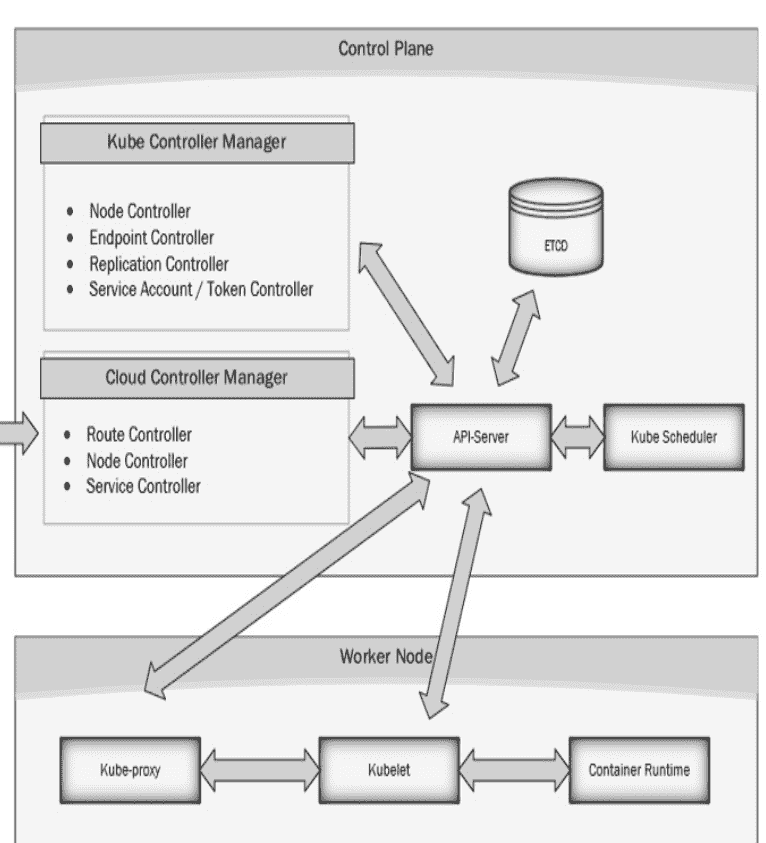 Control Plane
Kube Controller Manager
Node Controller
Endpoint Controller
Replication Controller
Service Account / Token Controller
ETCD
Cloud Controller Manager
Route Controller
Node Controller
Service Controller
API-Server
Kube Scheduler
Worker Node
Kube-proxy
Kubelet
Container Runtime